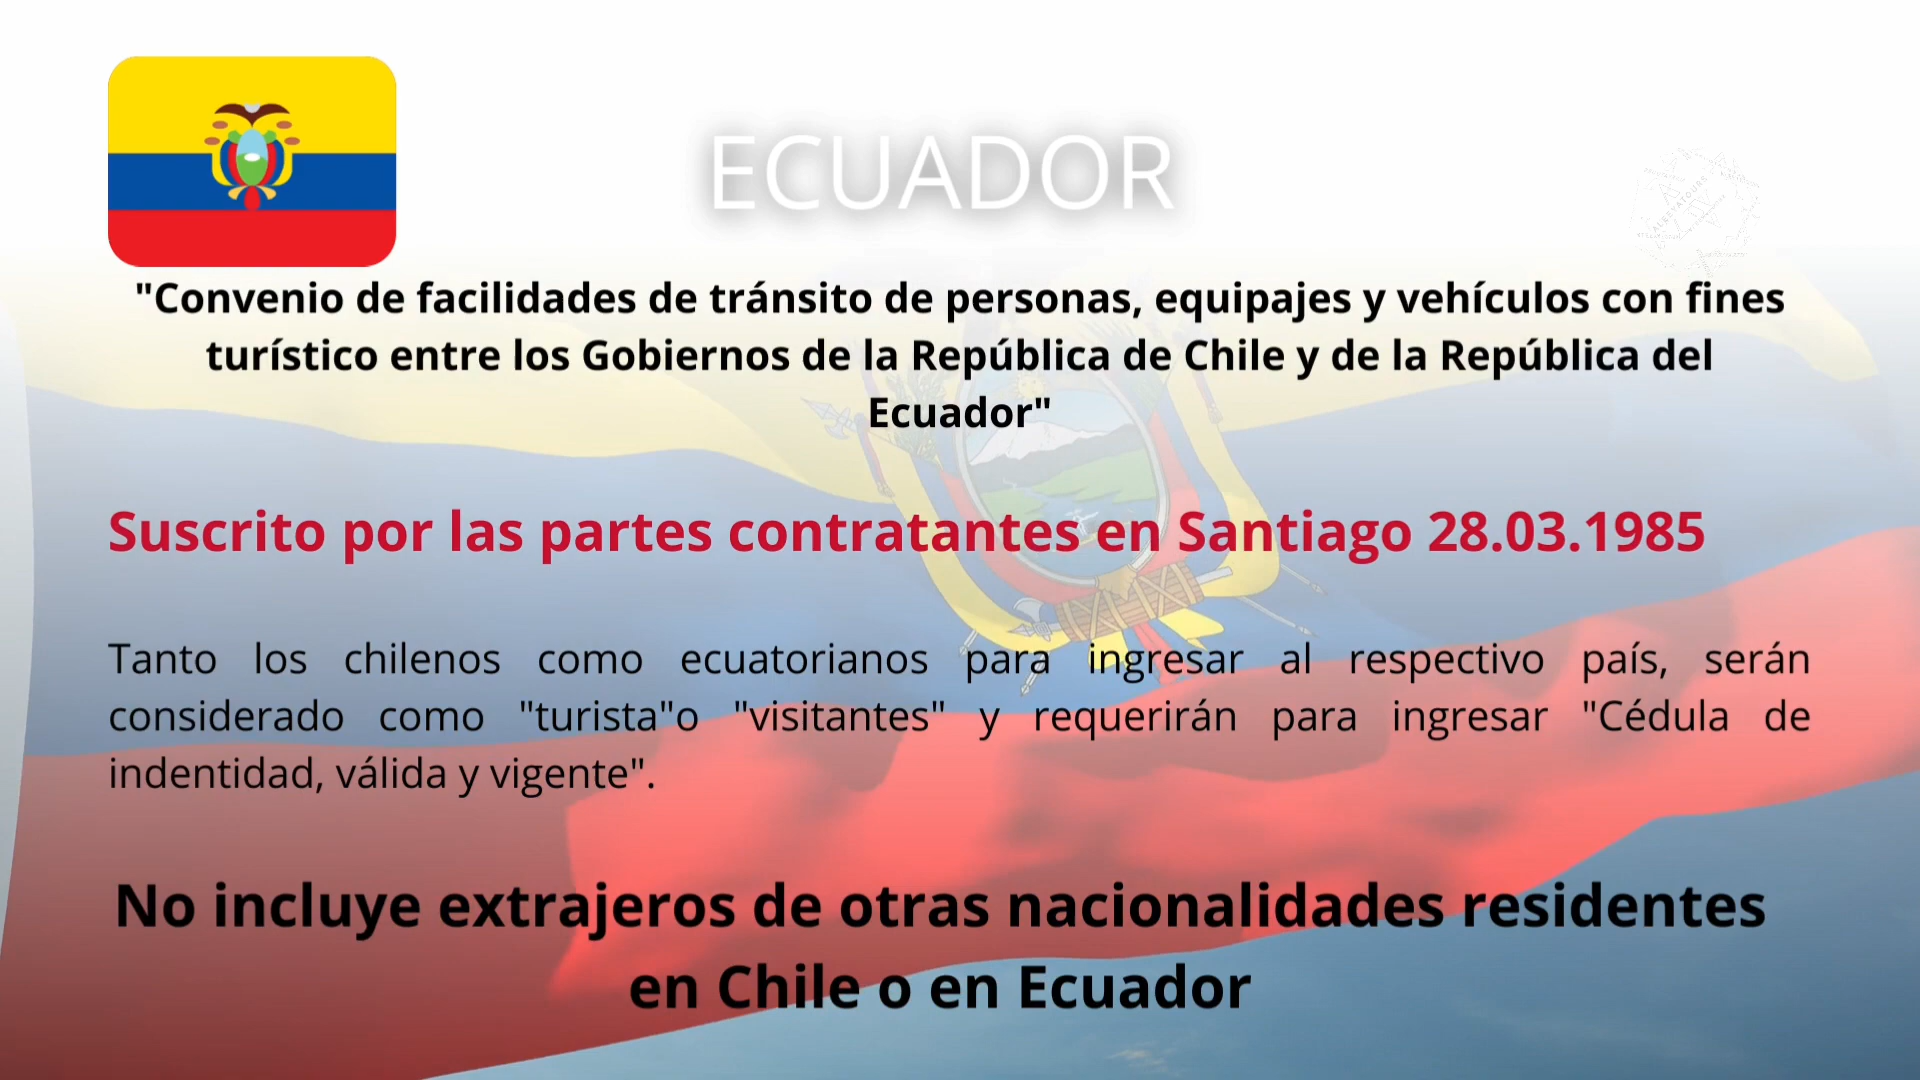 ECUADOR
"Convenio de facilidades de tránsito de personas, equipajes y vehículos con fines
turístico entre los Gobiernos de la República de Chile y de la República del
Ecuador"
Suscrito por las partes contratantes en Santiago 28.03.1985
Tanto los chilenos como ecuatorianos para ingresar al respectivo país, serán
considerado como "turista"o "visitantes" y requerirán para ingresar "Cédula de
indentidad, válida y vigente".
No incluye extrajeros de otras nacionalidades residentes
en Chile o en Ecuador